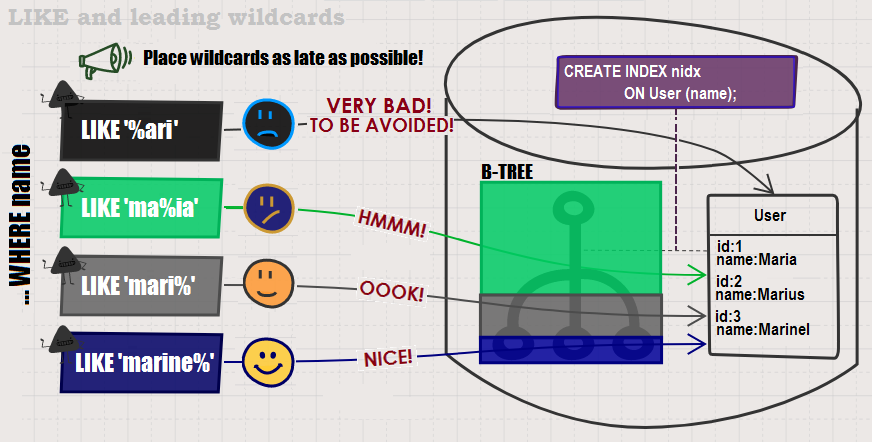 LIKE and leading wildcards
Place wildcards as late as possible!
... WHERE name
LIKE '%ari'
VERY BAD!
TO BE AVOIDED!
LIKE 'ma%ia'
HMMM!
LIKE 'mari%'
OOOK!
LIKE 'marine%'
NICE!
CREATE INDEX nidx
ON User (name);
B-TREE
User
id:1
name:Maria
id:2
name:Marius
id:3
name:Marinel